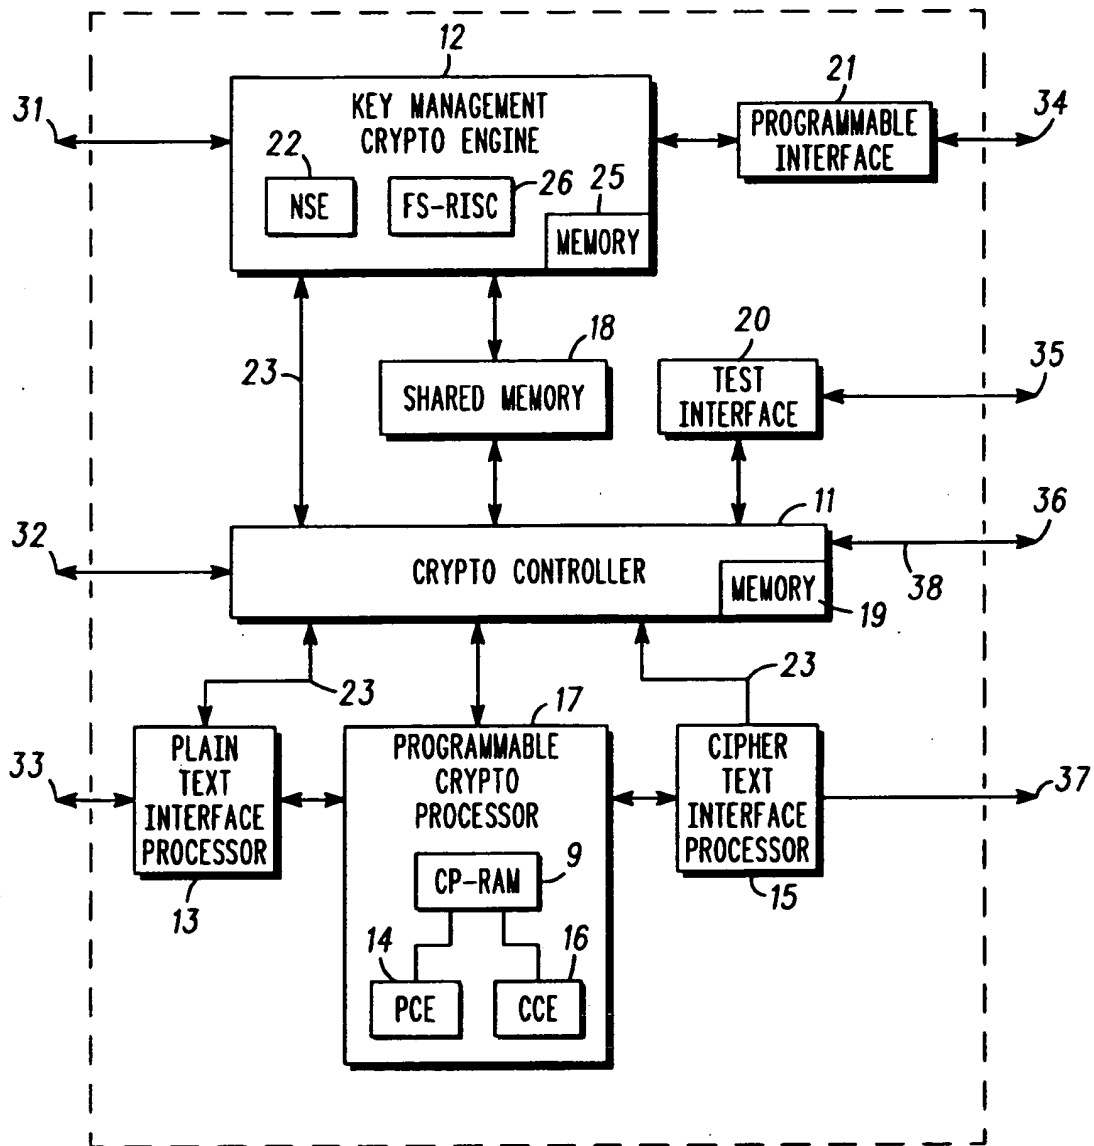 12
KEY MANAGEMENT
CRYPTO ENGINE
22
NSE
26
FS-RISC
25
MEMORY
21
PROGRAMMABLE
INTERFACE
31
34
23
18
SHARED MEMORY
20
TEST
INTERFACE
35
11
CRYPTO CONTROLLER
MEMORY
19
32
36
38
23
23
33
PLAIN
TEXT
INTERFACE
PROCESSOR
13
17
PROGRAMMABLE
CRYPTO
PROCESSOR
9
CP-RAM
14
PCE
16
CCE
CIPHER
TEXT
INTERFACE
PROCESSOR
15
37